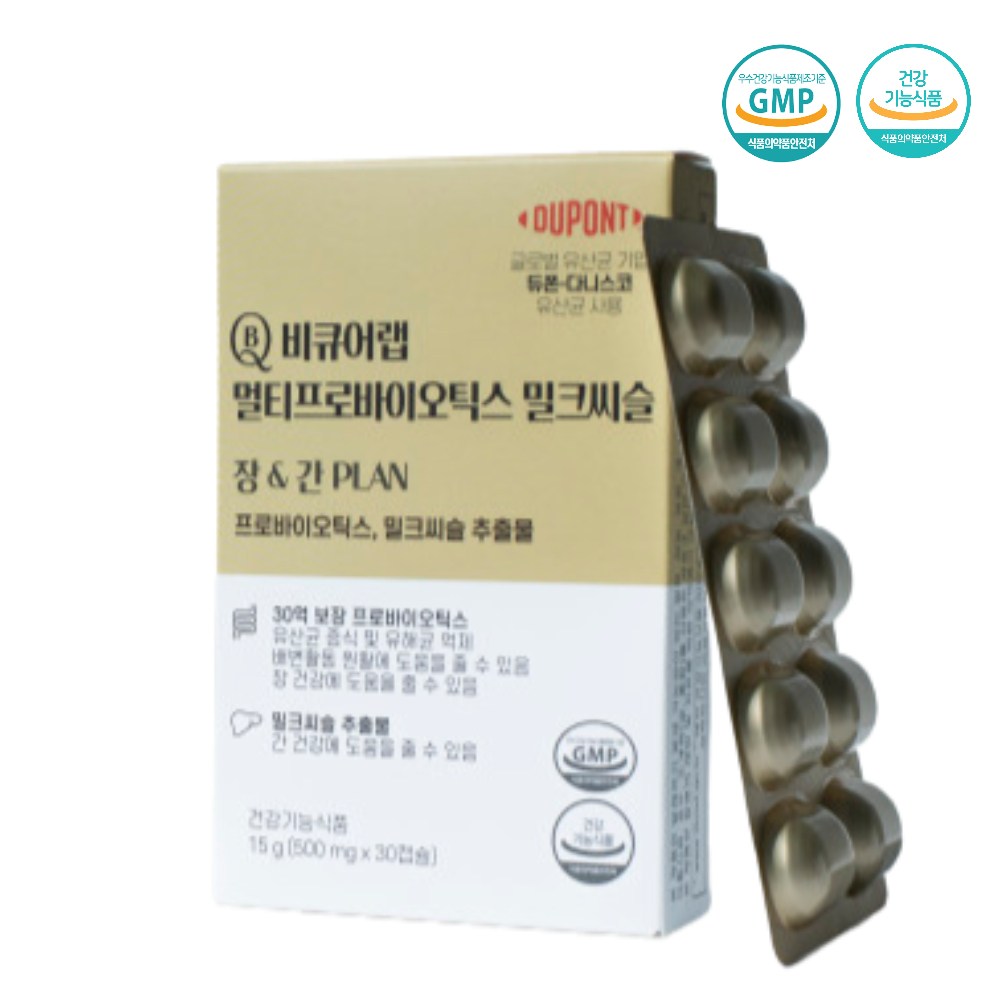 우수건강기능식품제조기준
GMP
식품의약품안전처
건강
기능식품
식품의약품안전처
DUPONT
글로벌 유산균 기업
듀폰-다니스코
유산균 사용
BQ 비큐어랩
멀티프로바이오틱스 밀크씨슬
장 & 간 PLAN
프로바이오틱스, 밀크씨슬 추출물
30억 보장 프로바이오틱스
유산균 증식 및 유해균 억제
배변활동 원활에 도움을 줄 수 있음
장 건강에 도움을 줄 수 있음
밀크씨슬 추출물
간 건강에 도움을 줄 수 있음
GMP
건강
기능식품
건강기능식품
15 g (500 mg x 30캡슐)